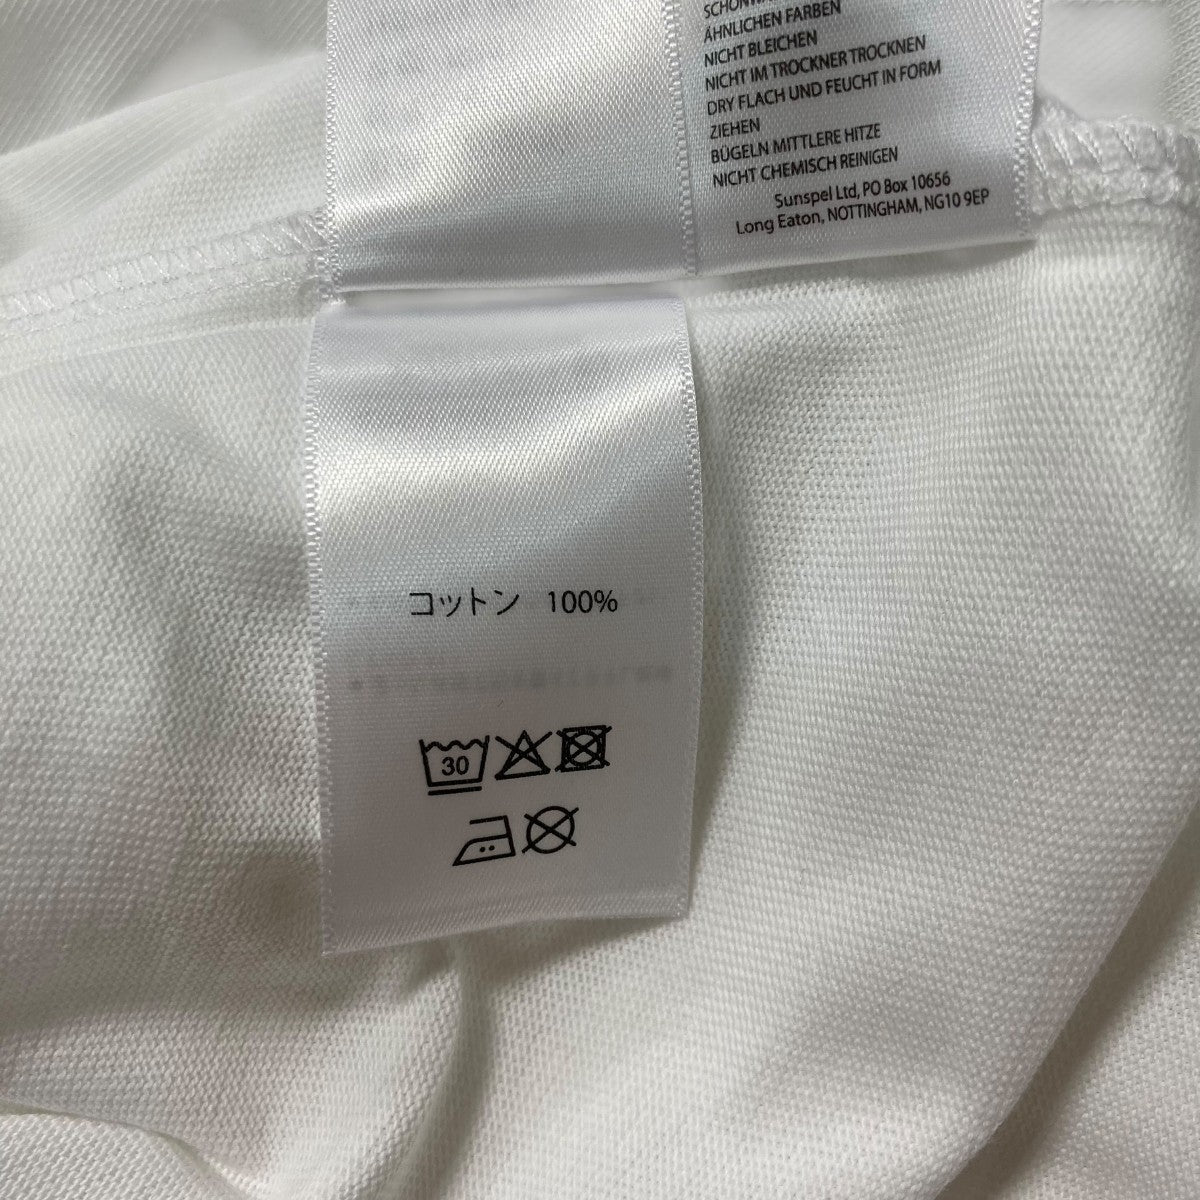 ÄHNLICHEN FARBEN
NICHT BLEICHEN
NICHT IM TROCKNER TROCKNEN
DRY FLACH UND FEUCHT IN FORM
ZIEHEN
BÜGELN MITTLERE HITZE
NICHT CHEMISCH REINIGEN
Sunspel Ltd, PO Box 10656
Long Eaton, NOTTINGHAM, NG10 9EP
コットン 100%
30